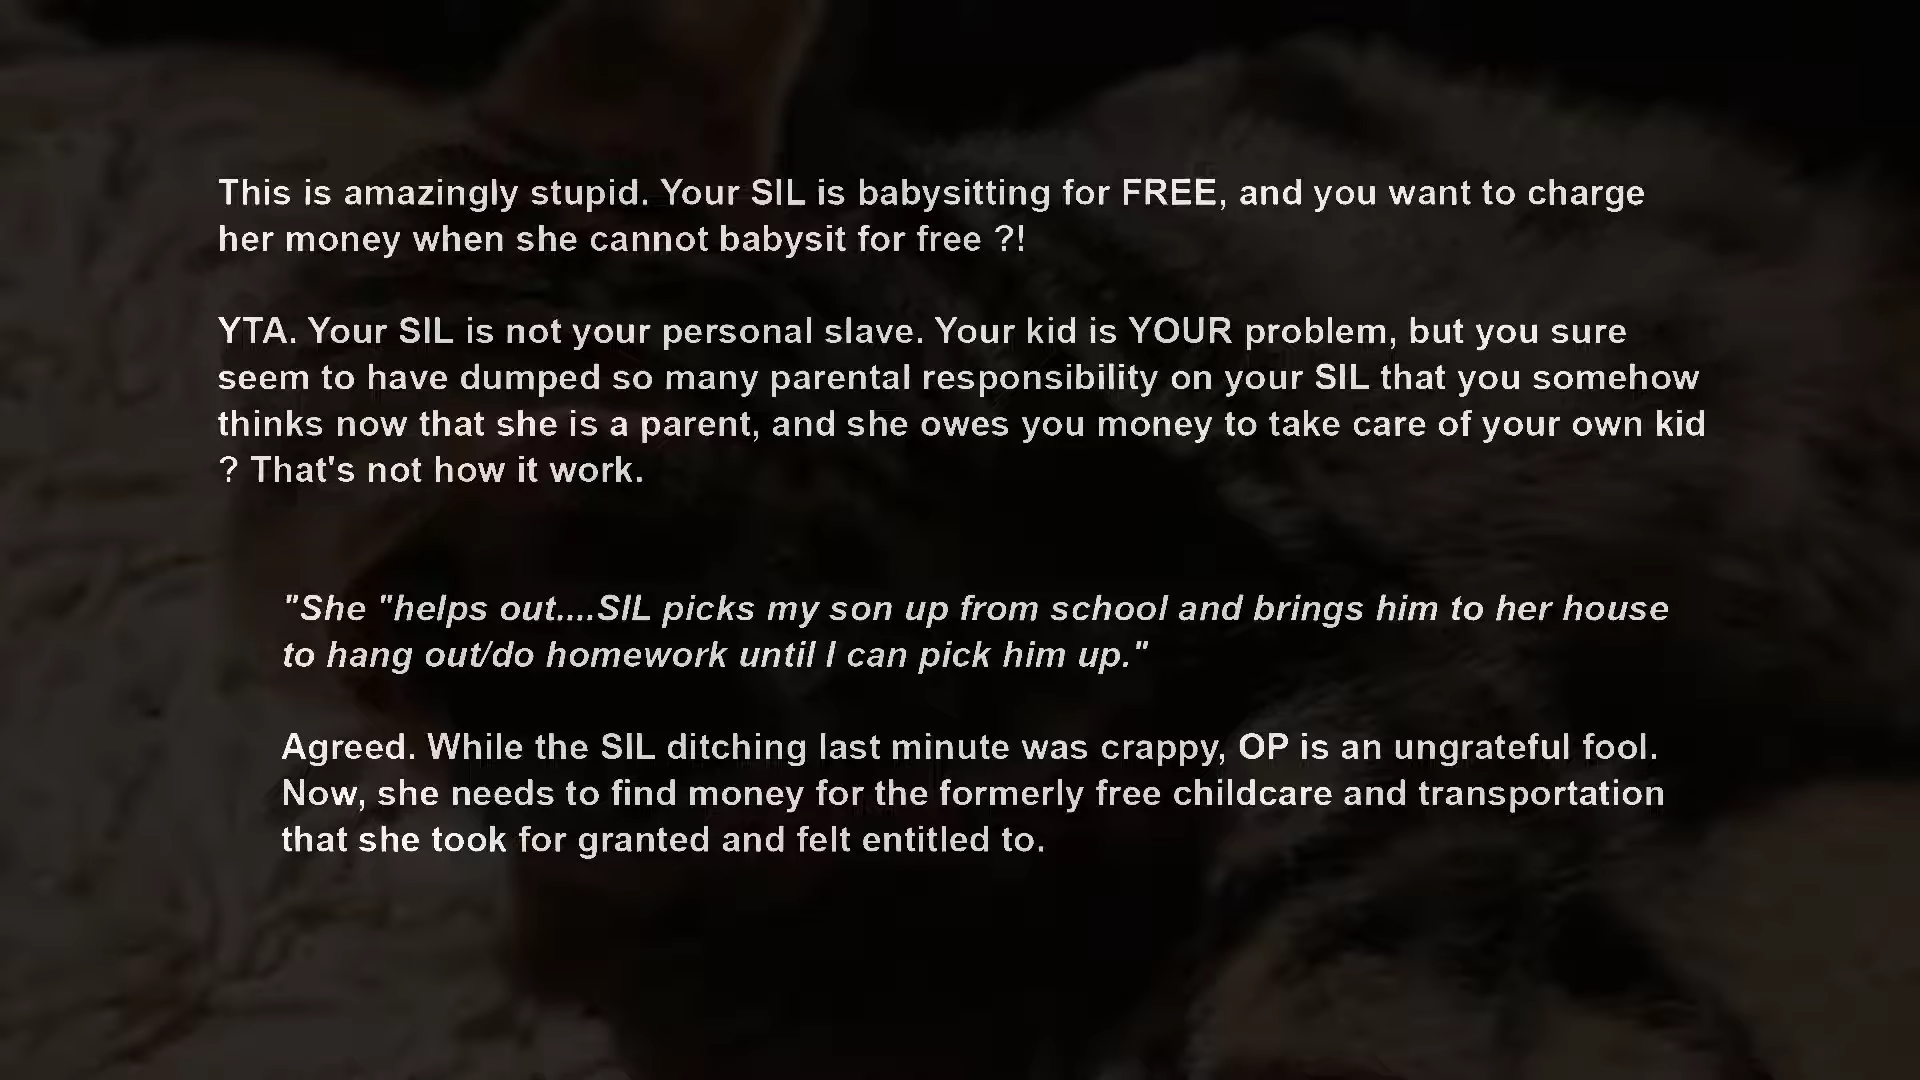 This is amazingly stupid. Your SIL is babysitting for FREE, and you want to charge
her money when she cannot babysit for free ?!
YTA. Your SIL is not your personal slave. Your kid is YOUR problem, but you sure
seem to have dumped so many parental responsibility on your SIL that you somehow
thinks now that she is a parent, and she owes you money to take care of your own kid
? That's not how it work.
"She "helps out....SIL picks my son up from school and brings him to her house
to hang out/do homework until I can pick him up."
Agreed. While the SIL ditching last minute was crappy, OP is an ungrateful fool.
Now, she needs to find money for the formerly free childcare and transportation
that she took for granted and felt entitled to.